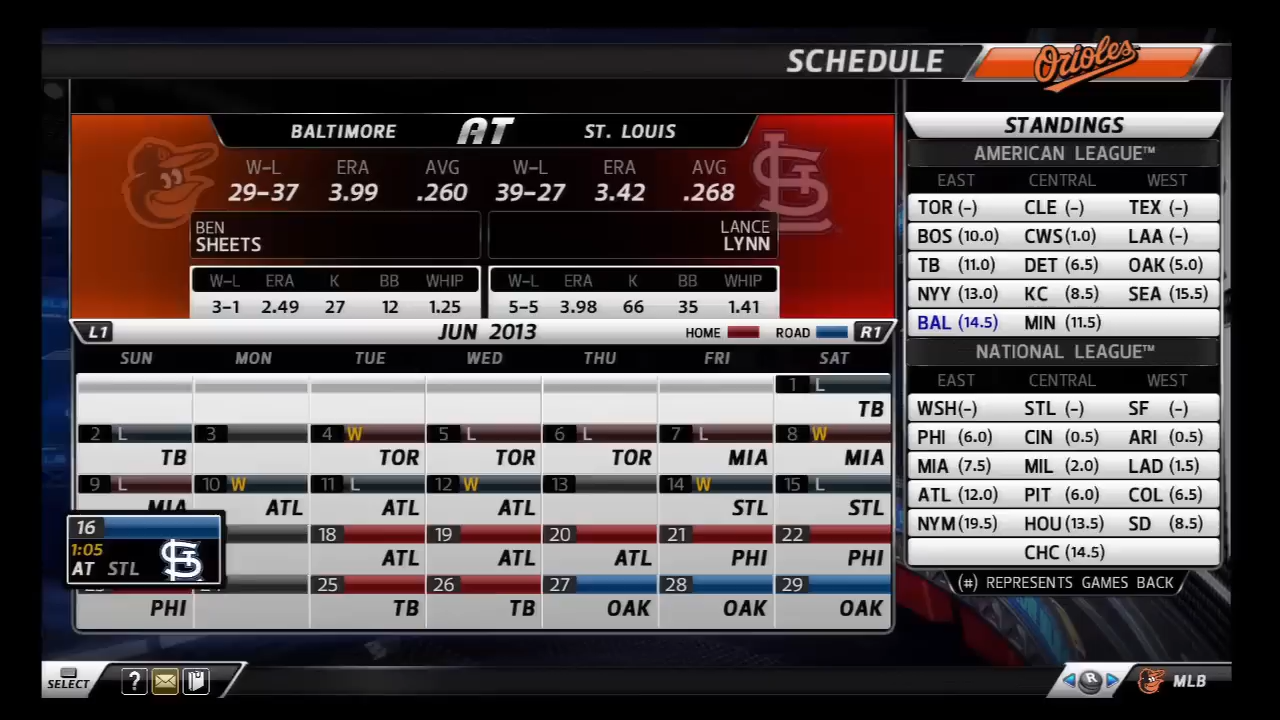 SCHEDULE
Orioles
BALTIMORE AT ST. LOUIS
W-L ERA AVG W-L ERA AVG
29-37 3.99 .260 39-27 3.42 .268
BEN
SHEETS
LANCE
LYNN
W-L ERA K BB WHIP
3-1 2.49 27 12 1.25
W-L ERA K BB WHIP
5-5 3.98 66 35 1.41
L1 JUN 2013 HOME ROAD R1
SUN MON TUE WED THU FRI SAT
1 L
TB
2 L 3 4 W 5 L 6 L 7 L 8 W
TB TOR TOR TOR MIA MIA
9 L 10 W 11 L 12 W 13 14 W 15 L
MIA ATL ATL ATL STL STL
16
1:05
AT STL
18 19 20 21 22
ATL ATL ATL PHI PHI
25 26 27 28 29
PHI TB TB OAK OAK OAK
STANDINGS
AMERICAN LEAGUE™
EAST CENTRAL WEST
TOR (-) CLE (-) TEX (-)
BOS (10.0) CWS (1.0) LAA (-)
TB (11.0) DET (6.5) OAK (5.0)
NYY (13.0) KC (8.5) SEA (15.5)
BAL (14.5) MIN (11.5)
NATIONAL LEAGUE™
EAST CENTRAL WEST
WSH (-) STL (-) SF (-)
PHI (6.0) CIN (0.5) ARI (0.5)
MIA (7.5) MIL (2.0) LAD (1.5)
ATL (12.0) PIT (6.0) COL (6.5)
NYM (19.5) HOU (13.5) SD (8.5)
CHC (14.5)
(#) REPRESENTS GAMES BACK
SELECT ? R MLB